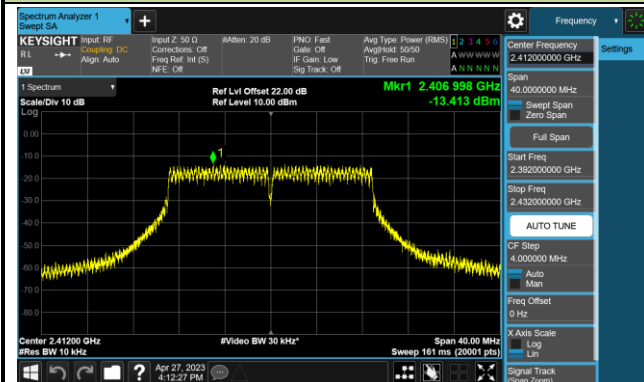 Spectrum Analyzer 1
Swept SA
+
Frequency
KEYSIGHT
RL
LXI
Input: RF
Coupling: DC
Align: Auto
Input Z: 50 Ω
Corrections: Off
Freq Ref: Int (S)
NFE: Off
#Atten: 20 dB
PNO: Fast
Gate: Off
IF Gain: Low
Sig Track: Off
Avg Type: Power (RMS)
Avg|Hold: 50/50
Trig: Free Run
1 2 3 4 5 6
A W W W W W
A N N N N N
1 Spectrum
Scale/Div 10 dB
Log
Ref Lvl Offset 22.00 dB
Ref Level 10.00 dBm
Mkr1 2.406 998 GHz
-13.413 dBm
0.00
-10.0
-20.0
-30.0
-40.0
-50.0
-60.0
-70.0
-80.0
1
Center 2.41200 GHz
#Res BW 10 kHz
#Video BW 30 kHz*
Span 40.00 MHz
Sweep 161 ms (20001 pts)
Center Frequency
2.412000000 GHz
Settings
Span
40.0000000 MHz
Swept Span
Zero Span
Full Span
Start Freq
2.392000000 GHz
Stop Freq
2.432000000 GHz
AUTO TUNE
CF Step
4.000000 MHz
Auto
Man
Freq Offset
0 Hz
X Axis Scale
Log
Lin
Signal Track
(Span Zoom)
?
Apr 27, 2023
4:12:27 PM